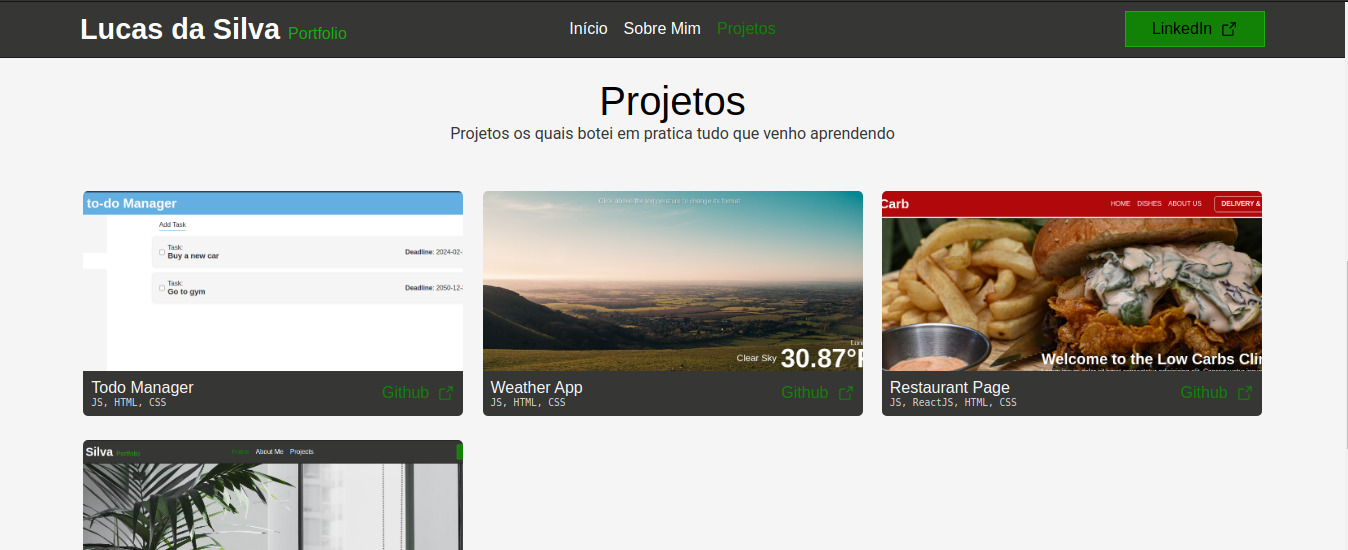 Lucas da Silva Portfolio
Início Sobre Mim Projetos
LinkedIn
Projetos
Projetos os quais botei em pratica tudo que venho aprendendo
to-do Manager
Add Task
Task:
Buy a new car
Deadline: 2024-02-
Task:
Go to gym
Deadline: 2050-12-
Todo Manager
JS, HTML, CSS
Github
Click above the temperature to change its format
Clear Sky 30.87°F
Weather App
JS, HTML, CSS
Github
Carb
HOME DISHES ABOUT US DELIVERY &
Welcome to the Low Carbs Clin
Restaurant Page
JS, ReactJS, HTML, CSS
Github
Silva Portfolio
Home About Me Projects